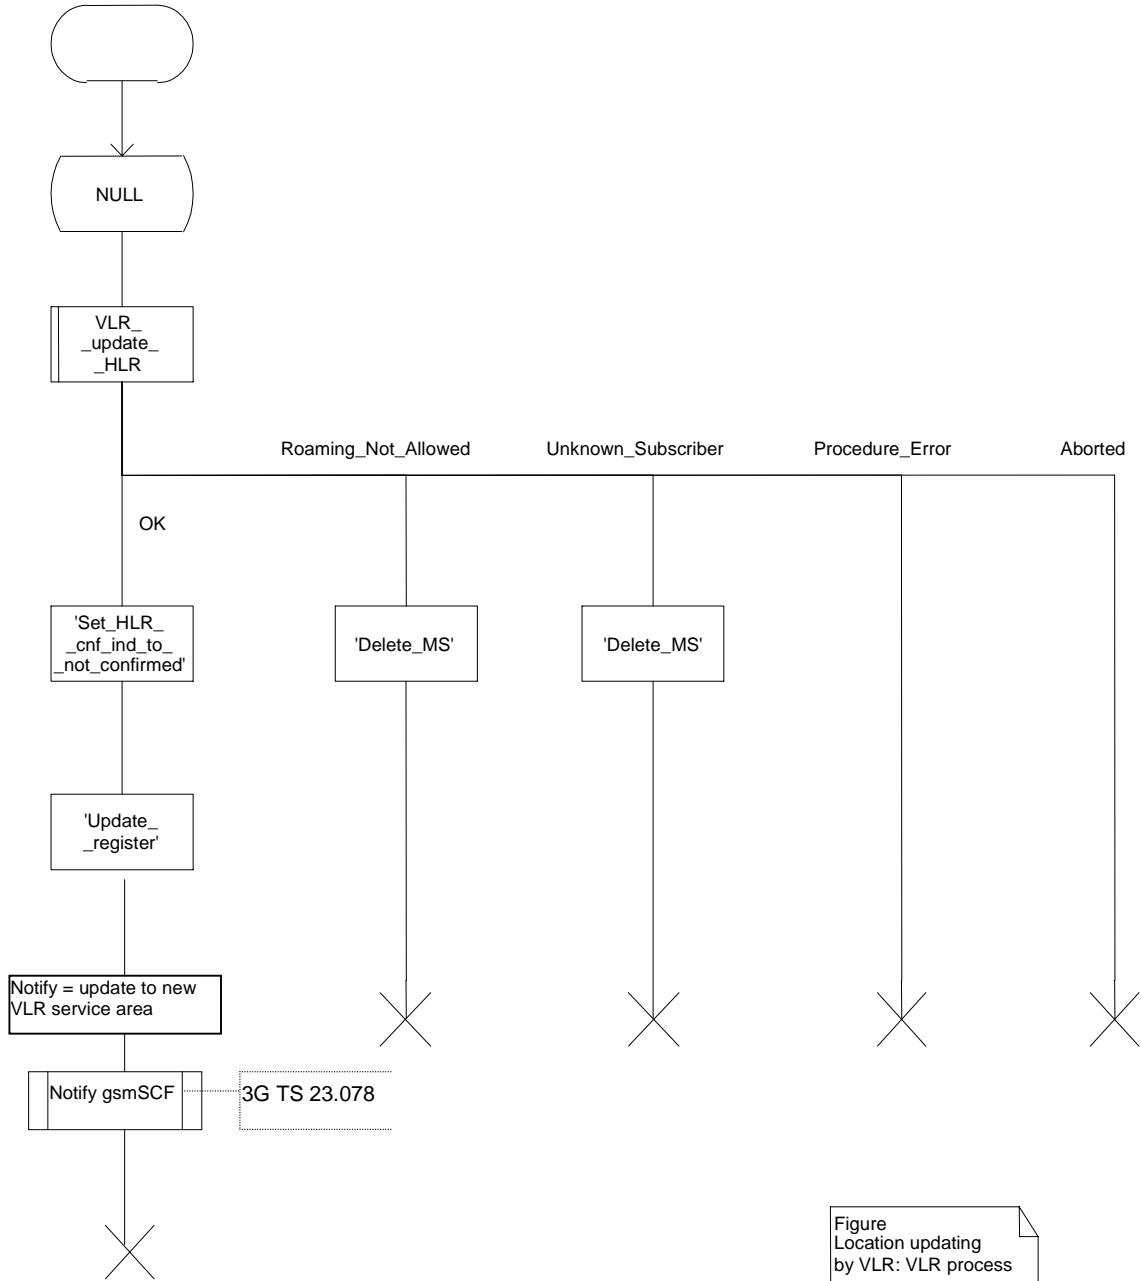 NULL
VLR_
_update_
_HLR
Roaming_Not_Allowed
Unknown_Subscriber
Procedure_Error
Aborted
OK
'Set_HLR_
_cnf_ind_to_
_not_confirmed'
'Delete_MS'
'Delete_MS'
'Update_
_register'
Notify = update to new
VLR service area
Notify gsmSCF
3G TS 23.078
Figure
Location updating
by VLR: VLR process